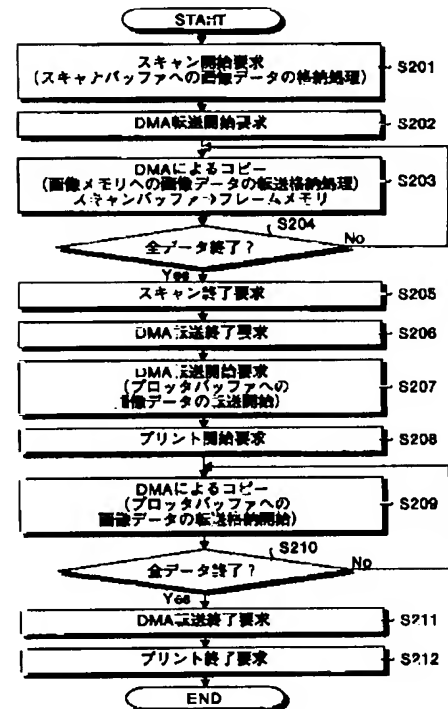 START
スキャン開始要求
(スキャナバッファへの画像データの格納処理)
S201
DMA転送開始要求
S202
DMAによるコピー
(画像メモリへの画像データの転送格納処理)
スキャンバッファ→フレームメモリ
S203
S204
全データ終了?
No
Yes
スキャン終了要求
S205
DMA転送終了要求
S206
DMA転送開始要求
(プロッタバッファへの
画像データの転送開始)
S207
プリント開始要求
S208
DMAによるコピー
(プロッタバッファへの
画像データの転送格納開始)
S209
S210
全データ終了?
No
Yes
DMA転送終了要求
S211
プリント終了要求
S212
END